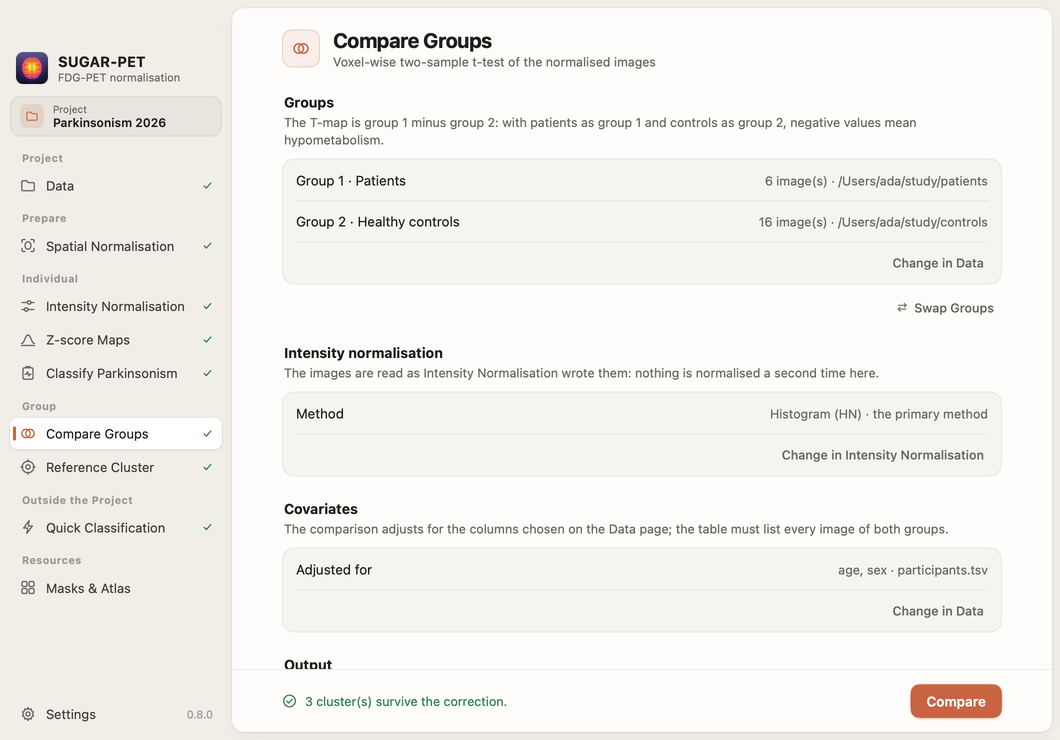 SUGAR-PET
FDG-PET normalisation
Project
Parkinsonism 2026
Project
Data
Prepare
Spatial Normalisation
Individual
Intensity Normalisation
Z-score Maps
Classify Parkinsonism
Group
Compare Groups
Reference Cluster
Outside the Project
Quick Classification
Resources
Masks & Atlas
Settings
0.8.0
Compare Groups
Voxel-wise two-sample t-test of the normalised images
Groups
The T-map is group 1 minus group 2: with patients as group 1 and controls as group 2, negative values mean
hypometabolism.
Group 1 · Patients
6 image(s) · /Users/ada/study/patients
Group 2 · Healthy controls
16 image(s) · /Users/ada/study/controls
Change in Data
Swap Groups
Intensity normalisation
The images are read as Intensity Normalisation wrote them: nothing is normalised a second time here.
Method
Histogram (HN) · the primary method
Change in Intensity Normalisation
Covariates
The comparison adjusts for the columns chosen on the Data page; the table must list every image of both groups.
Adjusted for
age, sex · participants.tsv
Change in Data
Output
3 cluster(s) survive the correction.
Compare